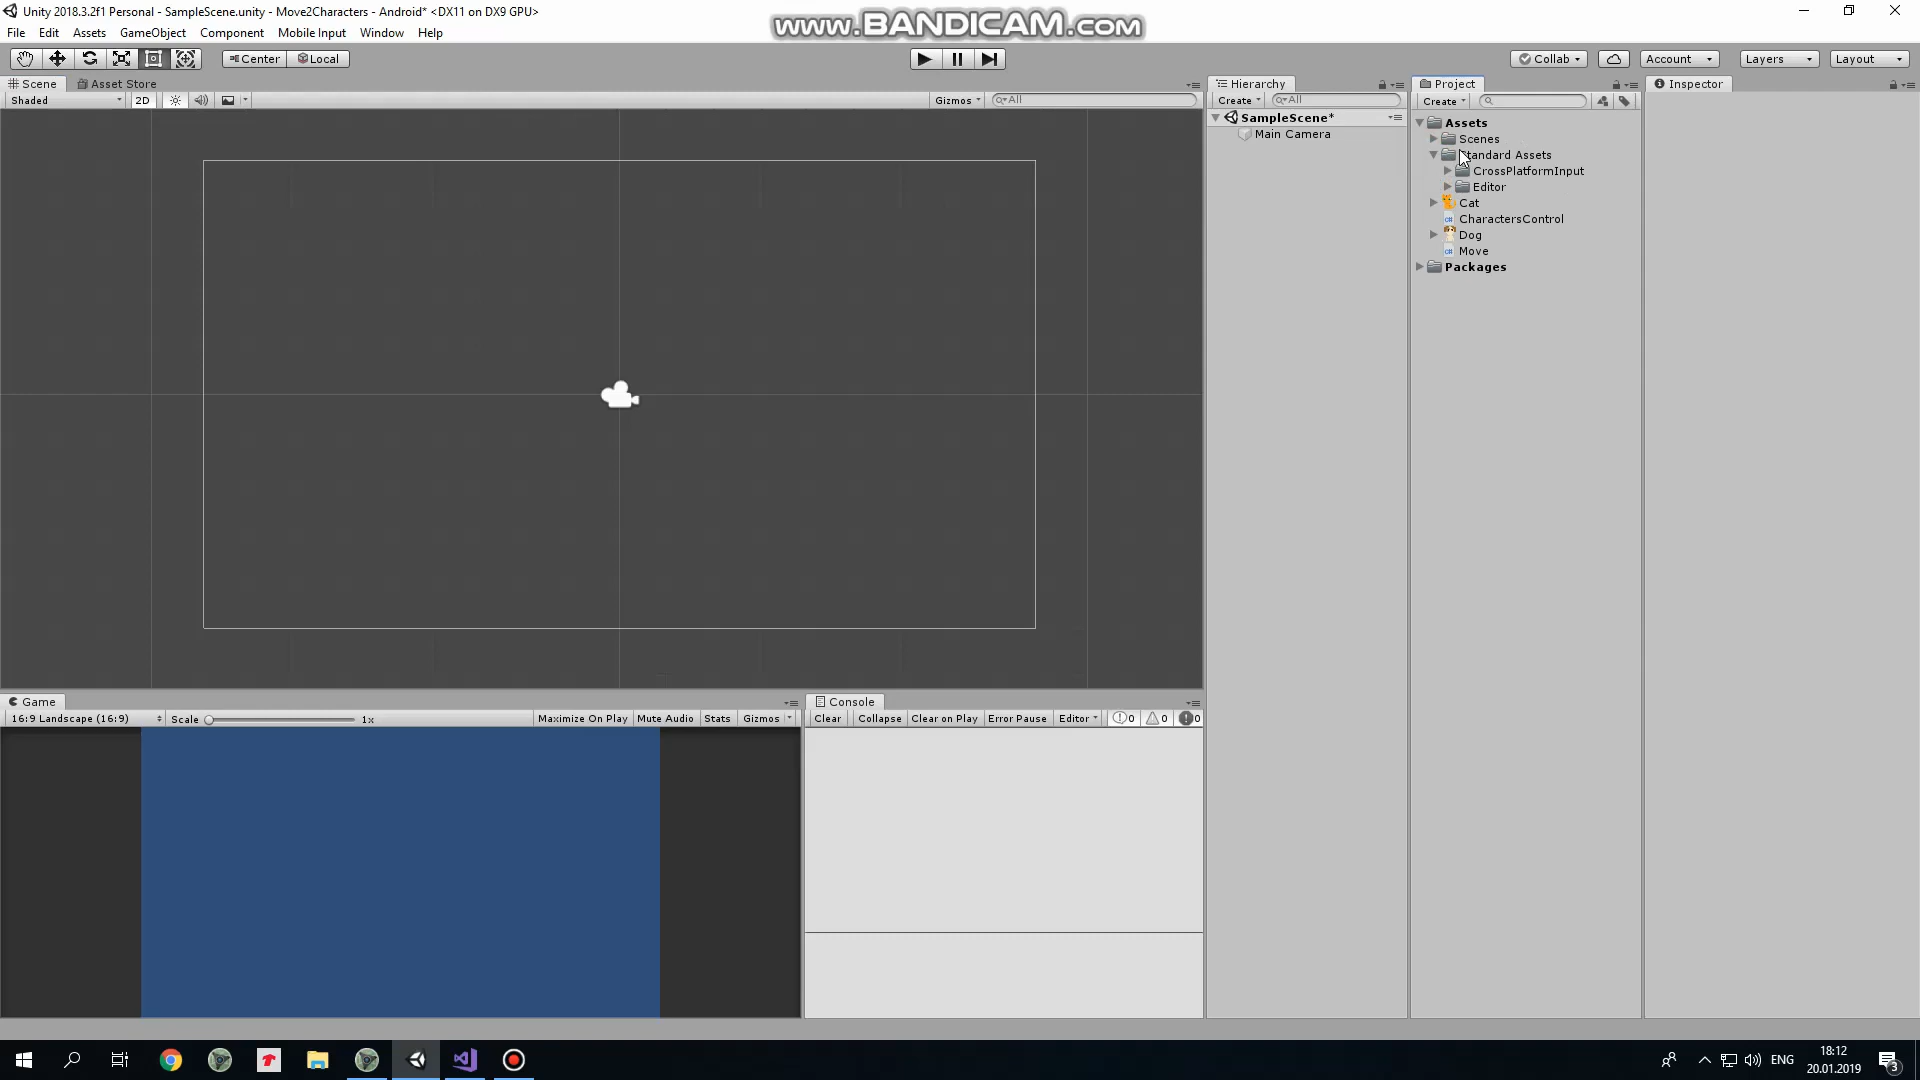 Unity 2018.3.2f1 Personal - SampleScene.unity - Move2Characters - Android* <DX11 on DX9 GPU>
www.BANDICAM.com
File Edit Assets GameObject Component Mobile Input Window Help
Center Local Collab Account Layers Layout
Scene Asset Store Hierarchy Project Inspector
Shaded 2D Gizmos All Create All Create
SampleScene*
Main Camera
Assets
Scenes
Standard Assets
CrossPlatformInput
Editor
Cat
CharactersControl
Dog
Move
Packages
Game Console
16:9 Landscape (16:9) Scale 1x Maximize On Play Mute Audio Stats Gizmos Clear Collapse Clear on Play Error Pause Editor 0 0 0
ENG
18:12
20.01.2019
3